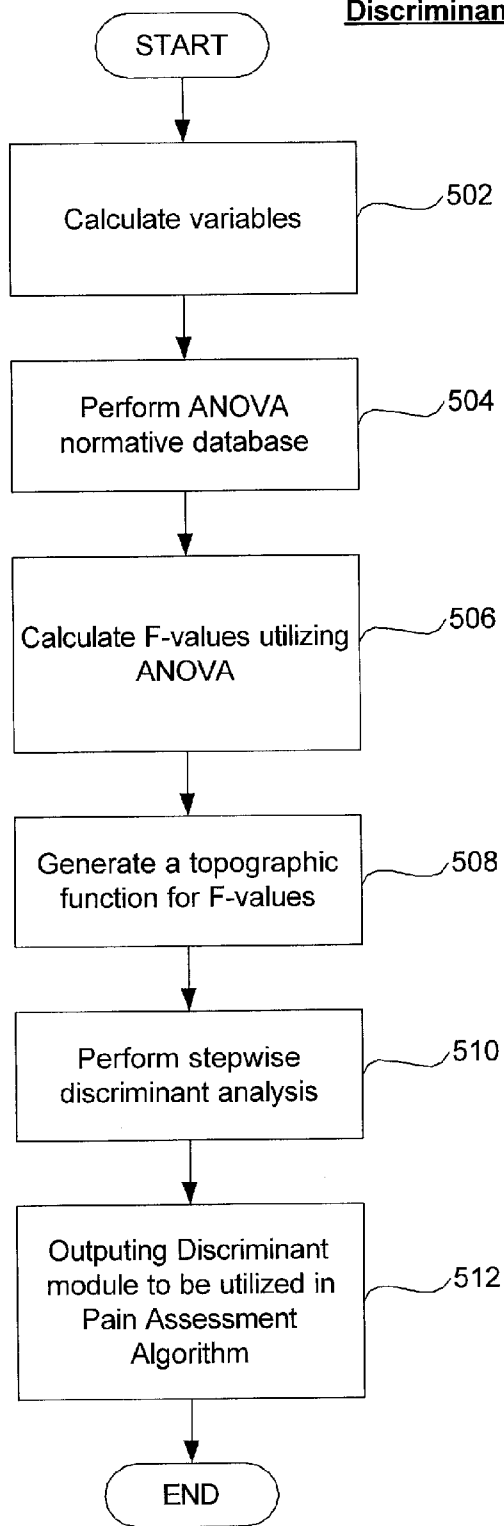 Discriminan
START
Calculate variables
502
Perform ANOVA
normative database
504
Calculate F-values utilizing
ANOVA
506
Generate a topographic
function for F-values
508
Perform stepwise
discriminant analysis
510
Outputing Discriminant
module to be utilized in
Pain Assessment
Algorithm
512
END